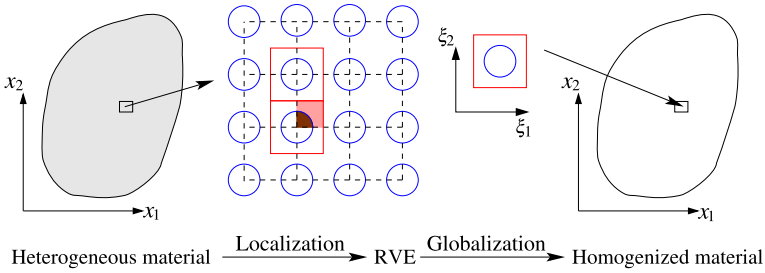 x2
x1
ξ2
ξ1
x2
x1
Heterogeneous material
Localization
RVE
Globalization
Homogenized material